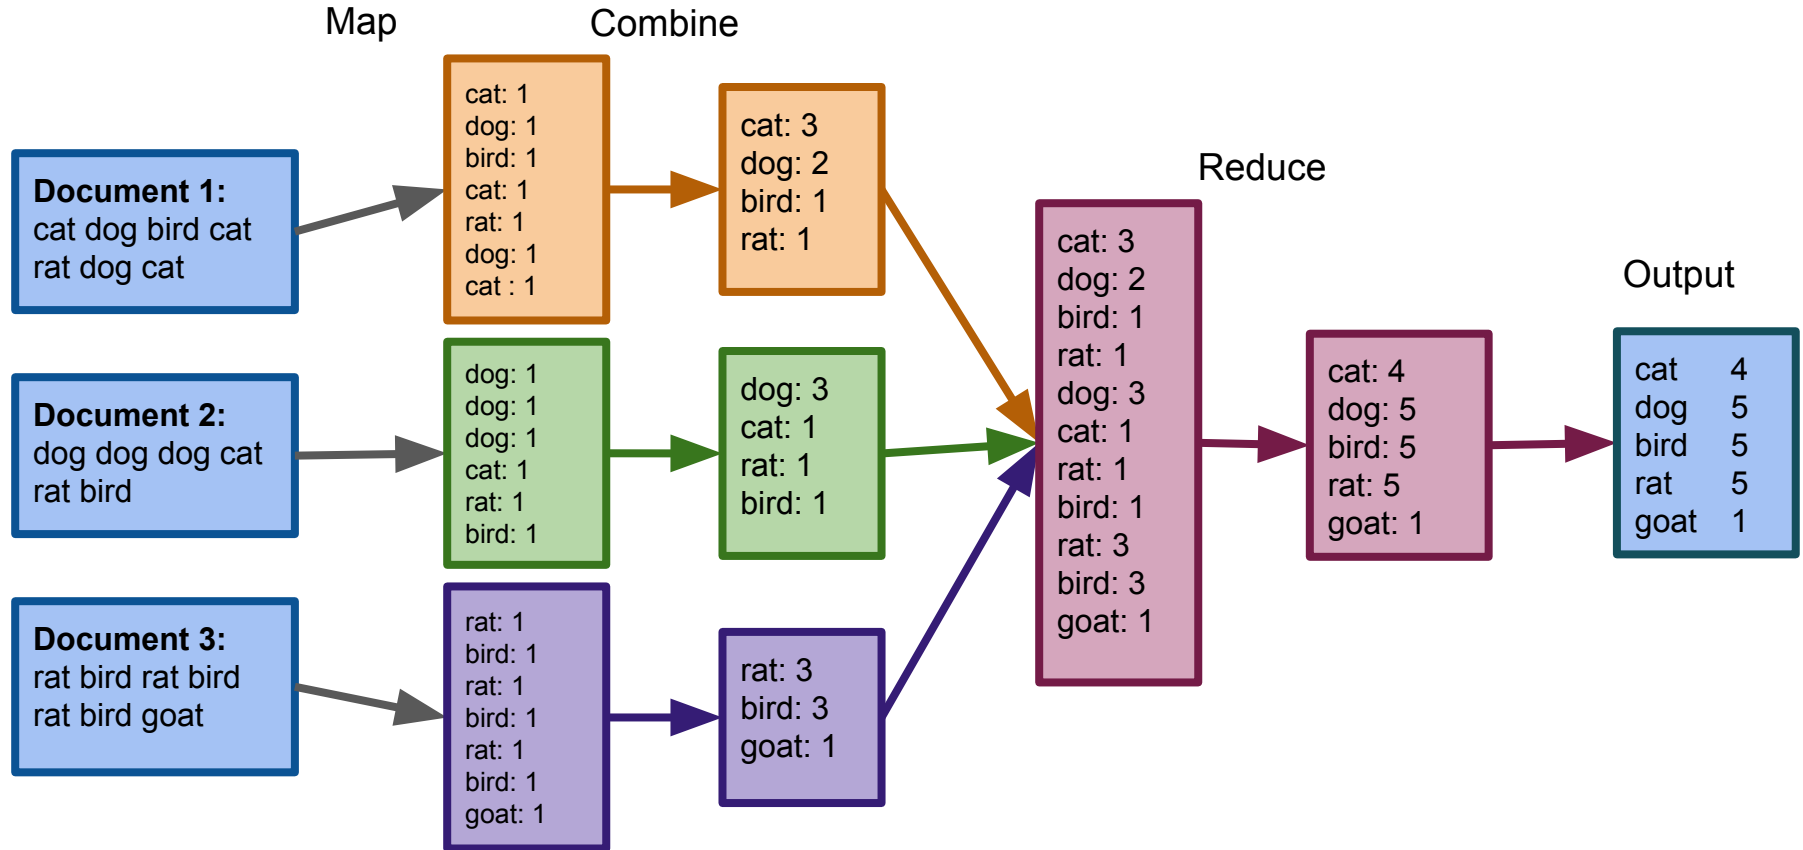 Map
Combine
Reduce
Output
Document 1:
cat dog bird cat
rat dog cat
Document 2:
dog dog dog cat
rat bird
Document 3:
rat bird rat bird
rat bird goat
cat: 1
dog: 1
bird: 1
cat: 1
rat: 1
dog: 1
cat : 1
dog: 1
dog: 1
dog: 1
cat: 1
rat: 1
bird: 1
rat: 1
bird: 1
rat: 1
bird: 1
rat: 1
bird: 1
goat: 1
cat: 3
dog: 2
bird: 1
rat: 1
dog: 3
cat: 1
rat: 1
bird: 1
rat: 3
bird: 3
goat: 1
cat: 3
dog: 2
bird: 1
rat: 1
dog: 3
cat: 1
rat: 1
bird: 1
rat: 3
bird: 3
goat: 1
cat: 4
dog: 5
bird: 5
rat: 5
goat: 1
cat 4
dog 5
bird 5
rat 5
goat 1